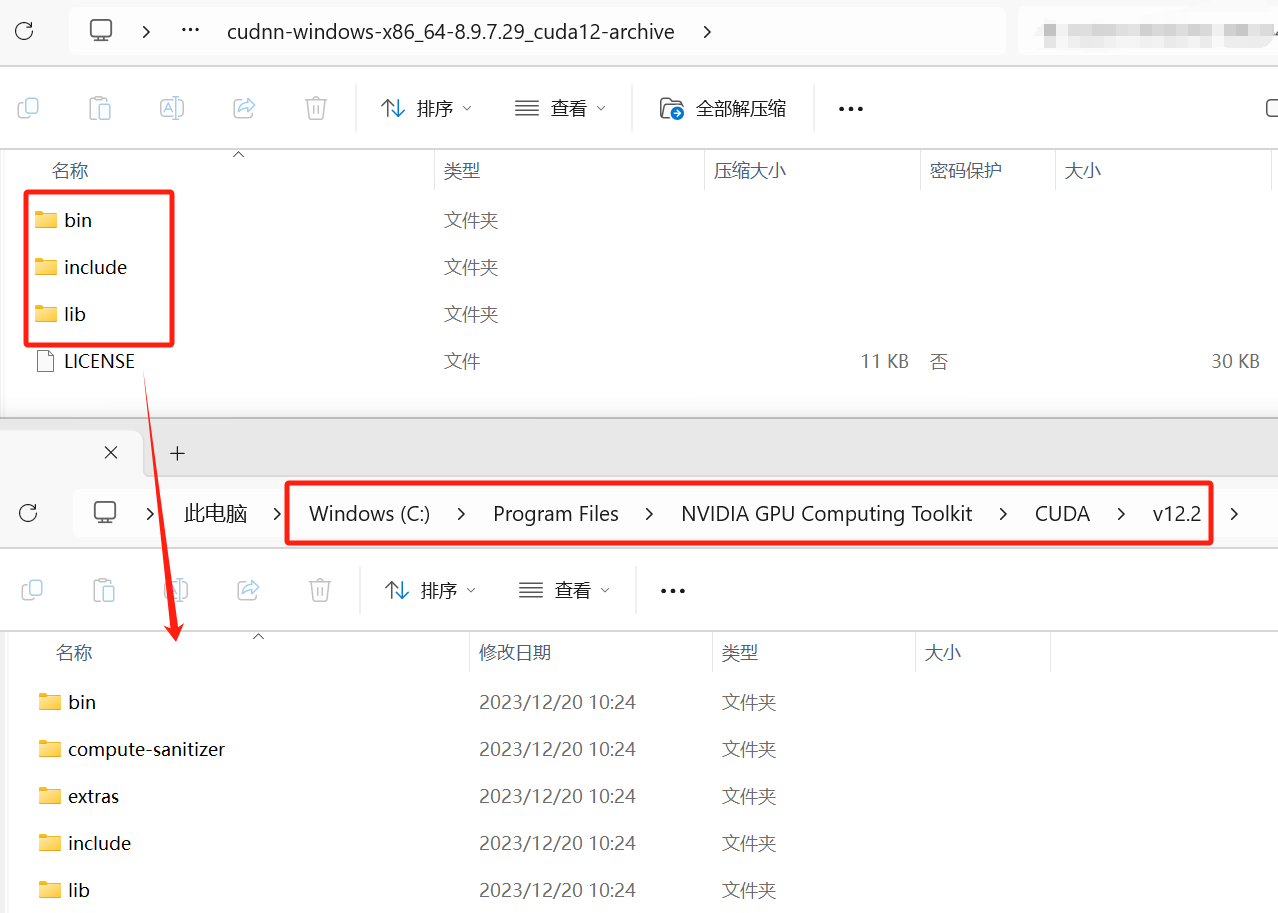 cudnn-windows-x86_64-8.9.7.29_cuda12-archive
排序 查看 全部解压缩
名称 类型 压缩大小 密码保护 大小
bin 文件夹
include 文件夹
lib 文件夹
LICENSE 文件 11 KB 否 30 KB
此电脑 Windows (C:) Program Files NVIDIA GPU Computing Toolkit CUDA v12.2
排序 查看
名称 修改日期 类型 大小
bin 2023/12/20 10:24 文件夹
compute-sanitizer 2023/12/20 10:24 文件夹
extras 2023/12/20 10:24 文件夹
include 2023/12/20 10:24 文件夹
lib 2023/12/20 10:24 文件夹